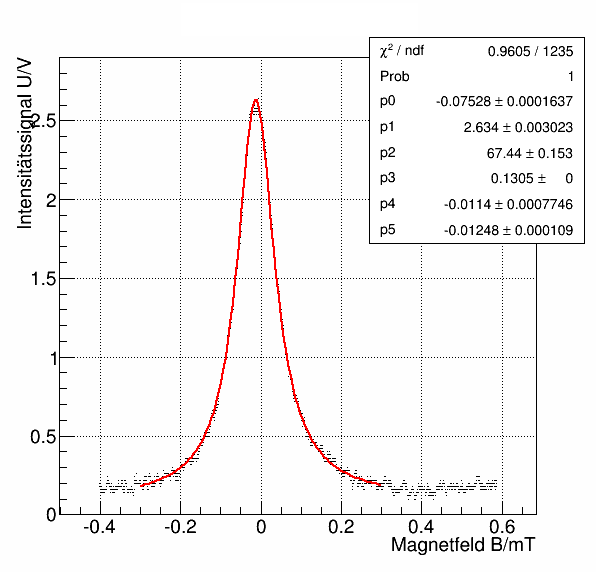 χ² / ndf 0.9605 / 1235
Prob 1
p0 -0.07528 ± 0.0001637
p1 2.634 ± 0.003023
p2 67.44 ± 0.153
p3 0.1305 ± 0
p4 -0.0114 ± 0.0007746
p5 -0.01248 ± 0.000109
Intensitätssignal U/V
2.5
2
1.5
1
0.5
0
-0.4 -0.2 0 0.2 0.4 0.6
Magnetfeld B/mT